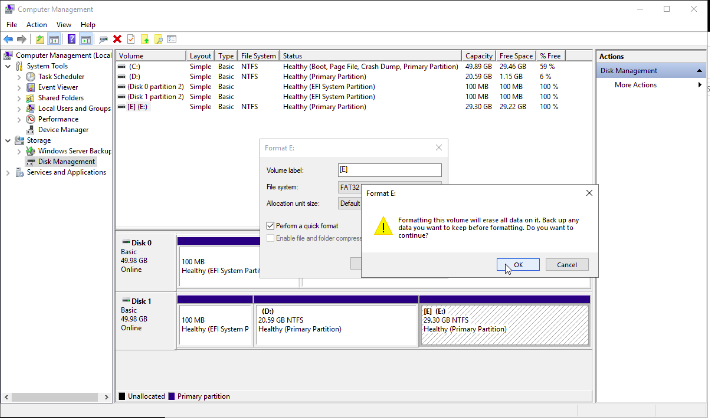 Computer Management
File Action View Help
Computer Management (Local
System Tools
Task Scheduler
Event Viewer
Shared Folders
Local Users and Groups
Performance
Device Manager
Storage
Windows Server Backup
Disk Management
Services and Applications
Volume Layout Type File System Status Capacity Free Space % Free
(C:) Simple Basic NTFS Healthy (Boot, Page File, Crash Dump, Primary Partition) 49.89 GB 29.46 GB 59 %
(D:) Simple Basic NTFS Healthy (Primary Partition) 20.59 GB 1.15 GB 6 %
(Disk 0 partition 2) Simple Basic Healthy (EFI System Partition) 100 MB 100 MB 100 %
(Disk 1 partition 2) Simple Basic Healthy (EFI System Partition) 100 MB 100 MB 100 %
[E] (E:) Simple Basic NTFS Healthy (Primary Partition) 29.30 GB 29.22 GB 100 %
Actions
Disk Management
More Actions
Format E:
Volume label: [E]
File system: FAT32
Allocation unit size: Default
Perform a quick format
Enable file and folder compress
Format E:
Formatting this volume will erase all data on it. Back up any
data you want to keep before formatting. Do you want to
continue?
OK Cancel
Disk 0
Basic
49.98 GB
Online
100 MB
Healthy (EFI System Partit
Disk 1
Basic
49.98 GB
Online
100 MB
Healthy (EFI System P
(D:)
20.59 GB NTFS
Healthy (Primary Partition)
[E] (E:)
29.30 GB NTFS
Healthy (Primary Partition)
Unallocated Primary partition